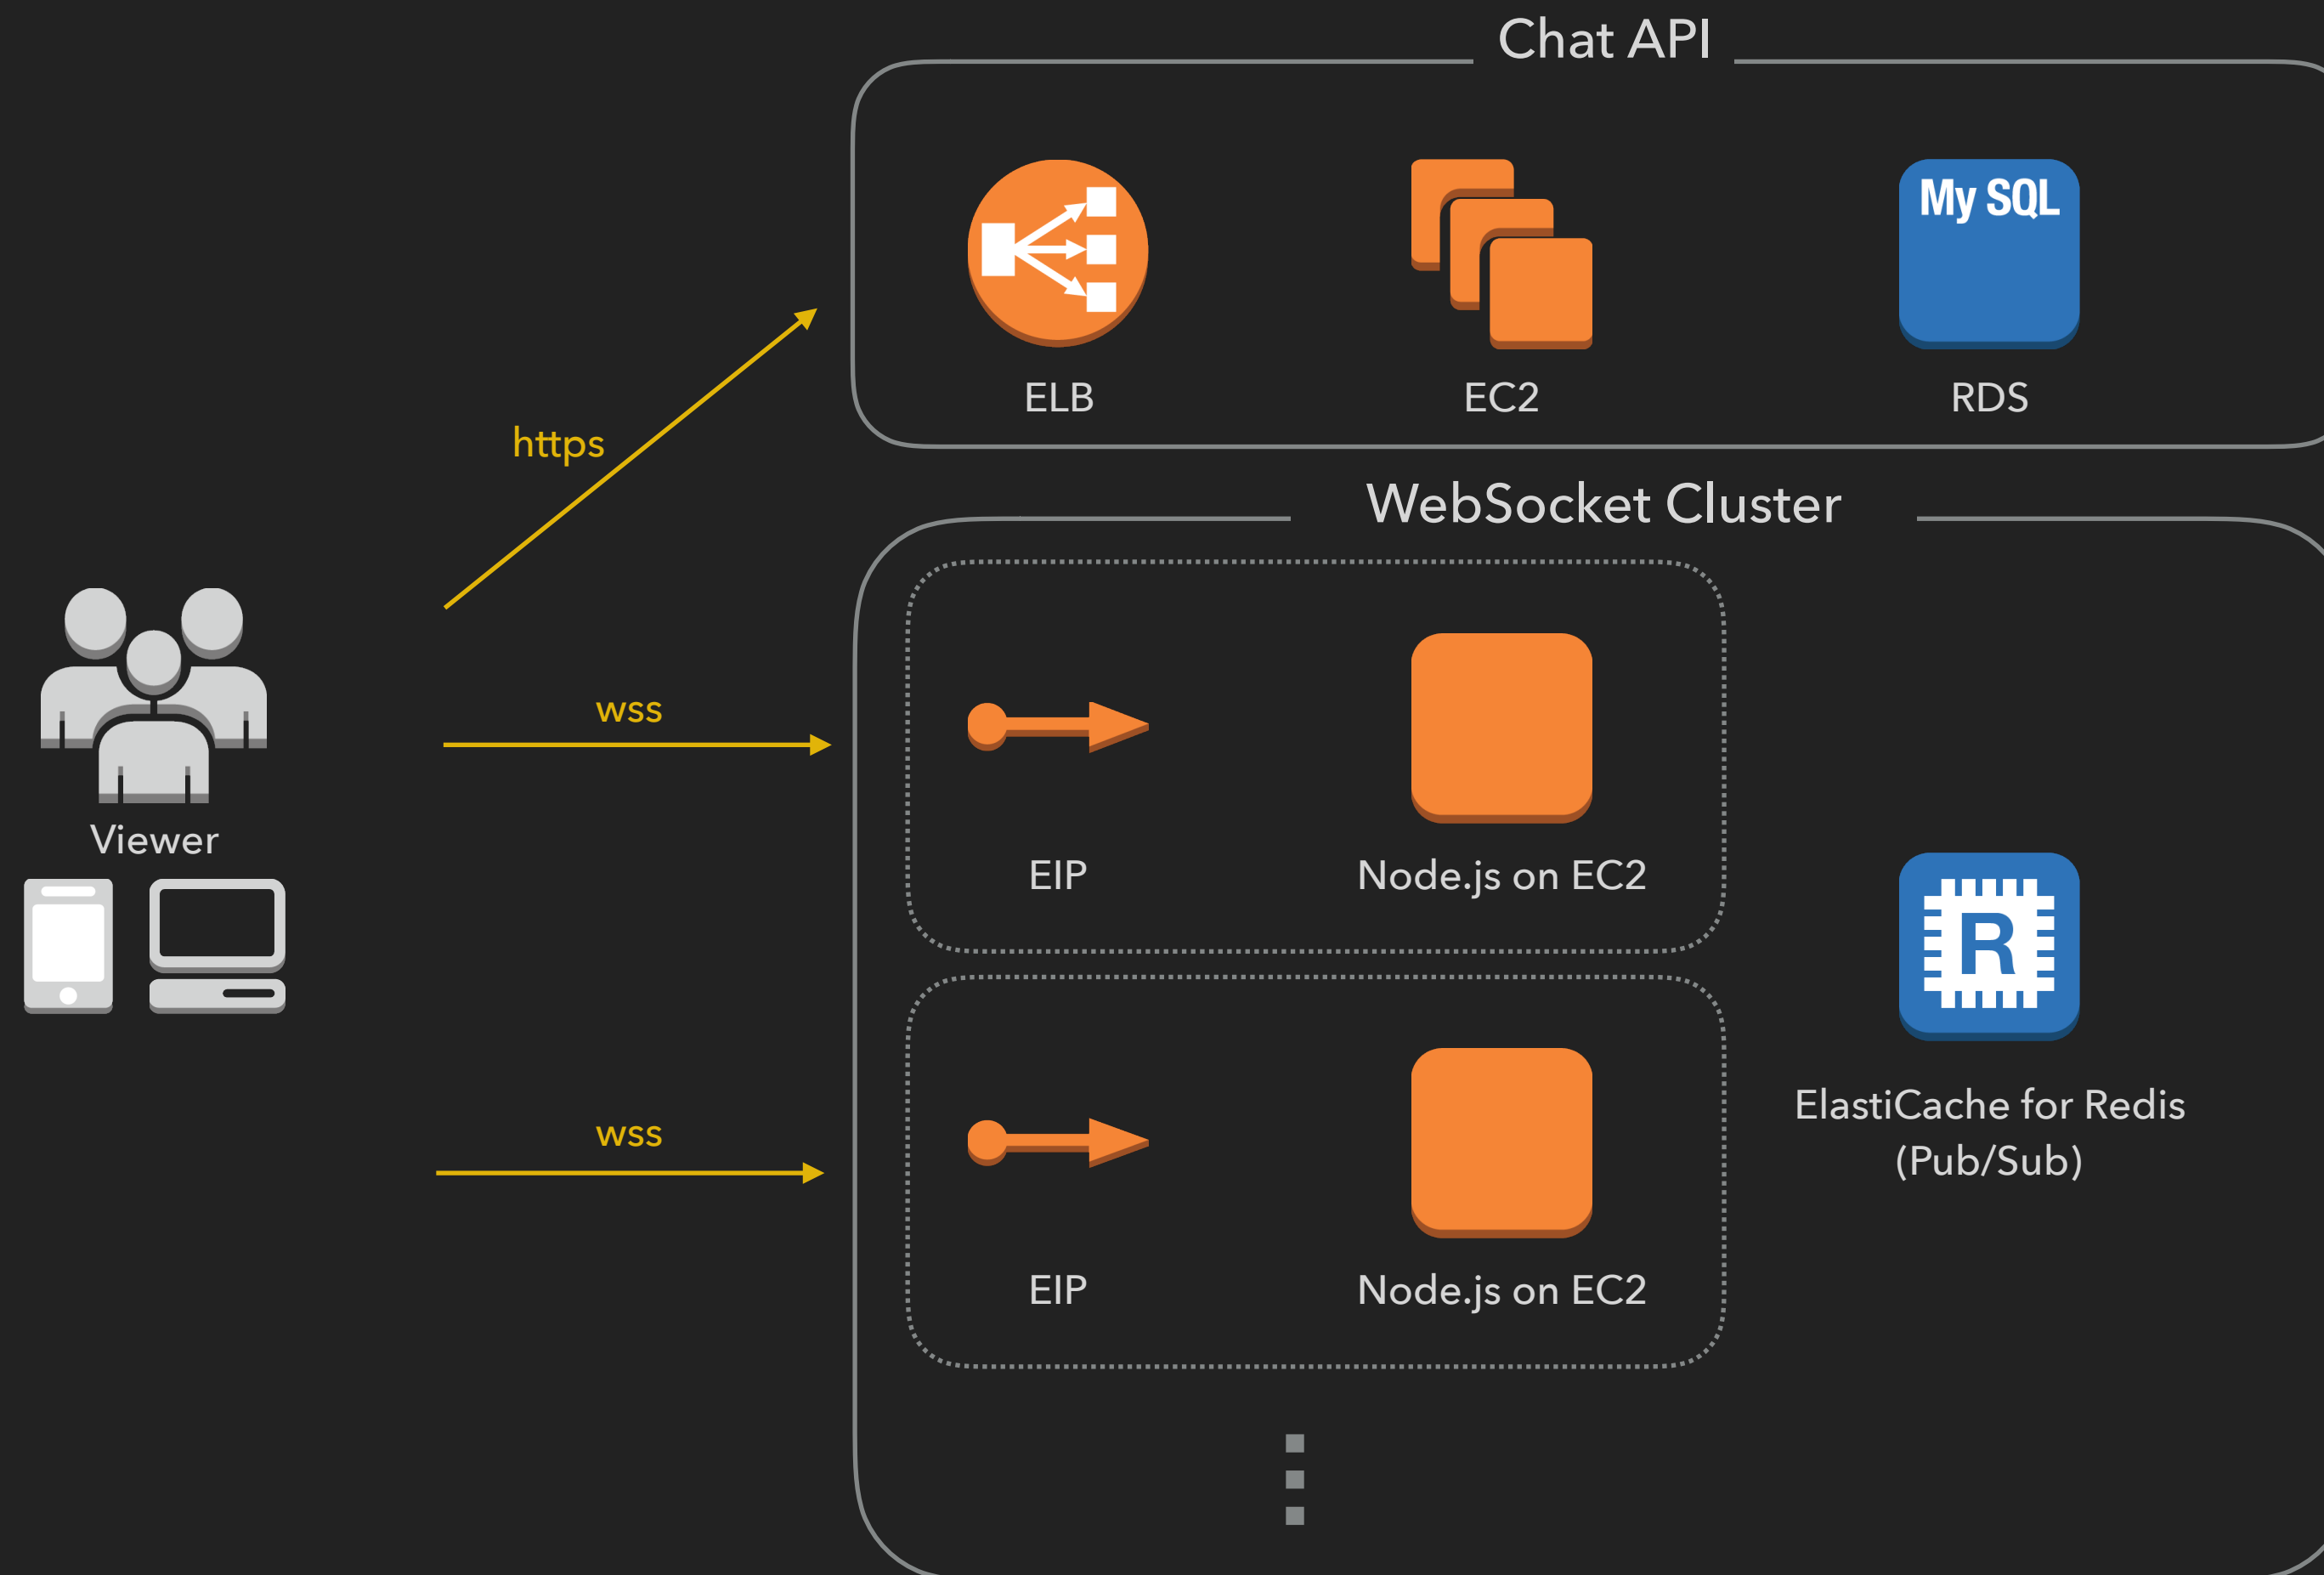 Chat API
My SQL
ELB
EC2
RDS
https
WebSocket Cluster
wss
Viewer
EIP
Node.js on EC2
R
ElastiCache for Redis
(Pub/Sub)
wss
EIP
Node.js on EC2